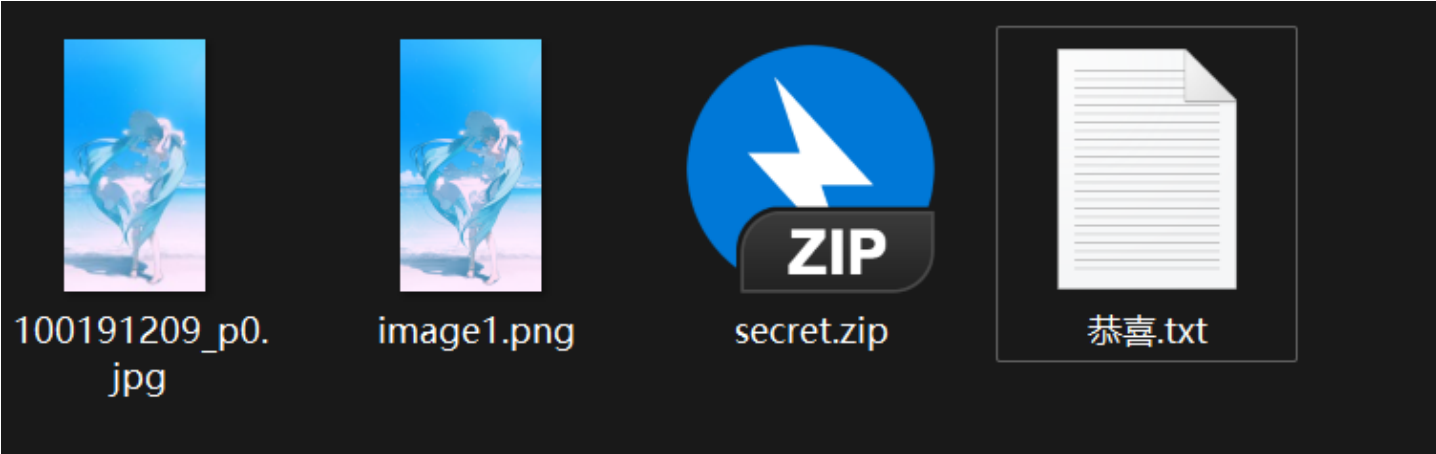 100191209_p0.
jpg
image1.png
ZIP
secret.zip
恭喜.txt